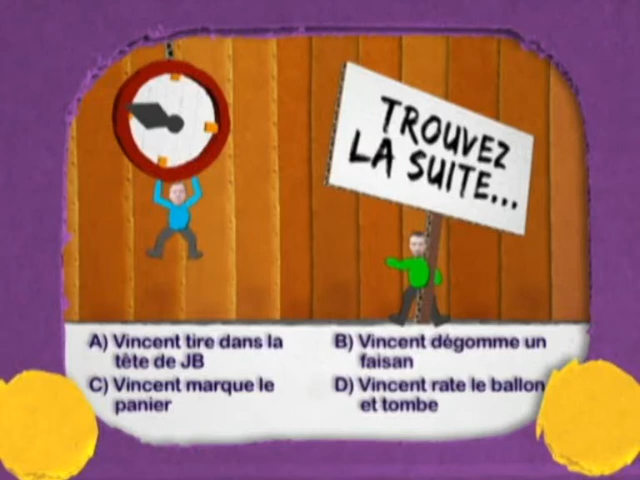 TROUVEZ
LA SUITE...
A) Vincent tire dans la
tête de JB
B) Vincent dégomme un
faisan
C) Vincent marque le
panier
D) Vincent rate le ballon
et tombe